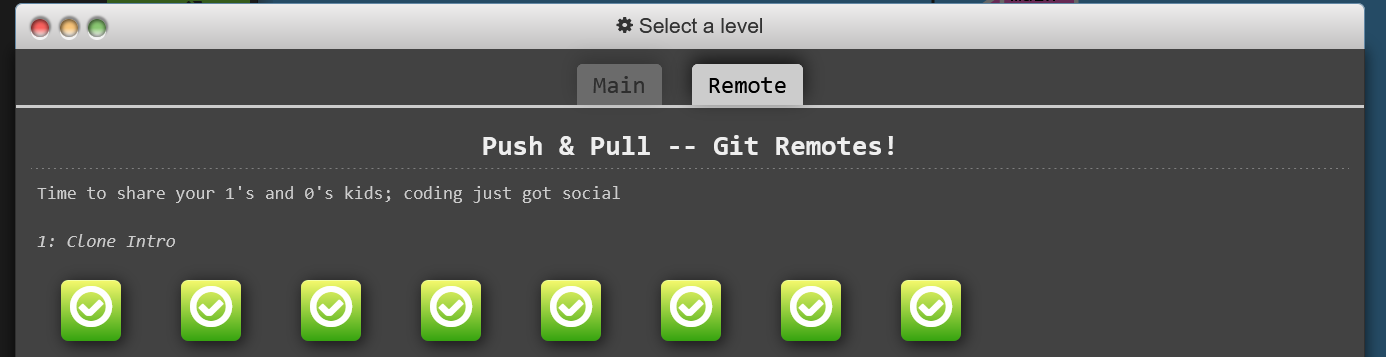 Select a level
Main
Remote
Push & Pull -- Git Remotes!
Time to share your 1's and 0's kids; coding just got social
1: Clone Intro